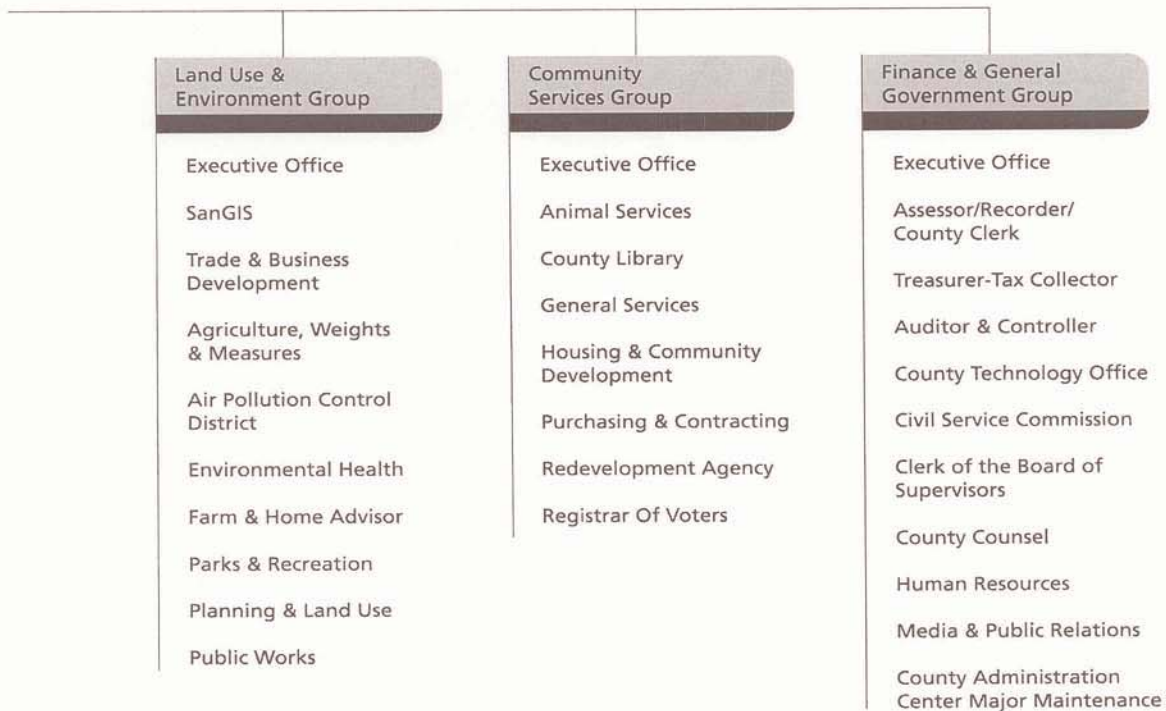 Land Use &
Environment Group
Executive Office
SanGIS
Trade & Business
Development
Agriculture, Weights
& Measures
Air Pollution Control
District
Environmental Health
Farm & Home Advisor
Parks & Recreation
Planning & Land Use
Public Works
Community
Services Group
Executive Office
Animal Services
County Library
General Services
Housing & Community
Development
Purchasing & Contracting
Redevelopment Agency
Registrar Of Voters
Finance & General
Government Group
Executive Office
Assessor/Recorder/
County Clerk
Treasurer-Tax Collector
Auditor & Controller
County Technology Office
Civil Service Commission
Clerk of the Board of
Supervisors
County Counsel
Human Resources
Media & Public Relations
County Administration
Center Major Maintenance